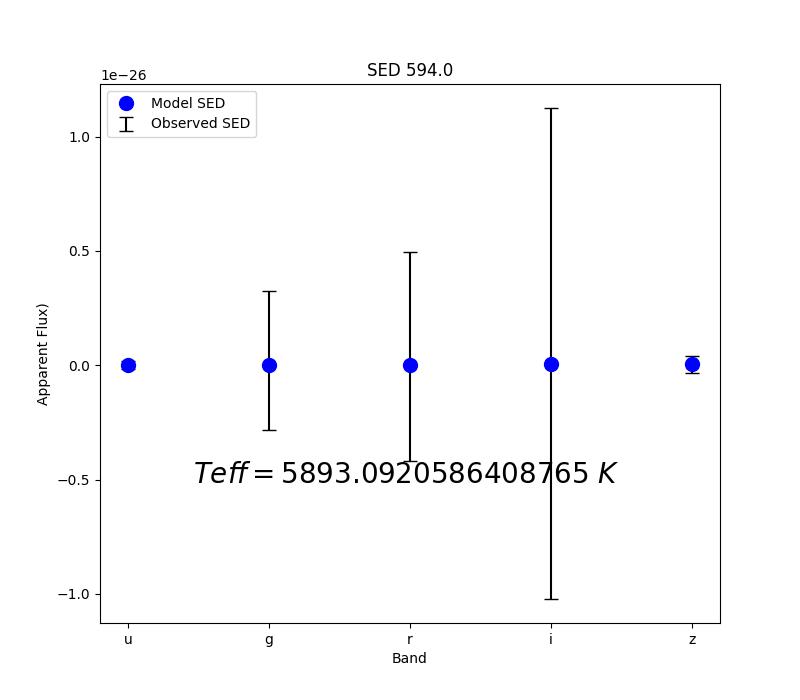 SED 594.0
1e−26
Model SED
Observed SED
1.0
0.5
0.0
−0.5
−1.0
Apparent Flux)
Teff = 5893.0920586408765 K
u g r i z
Band